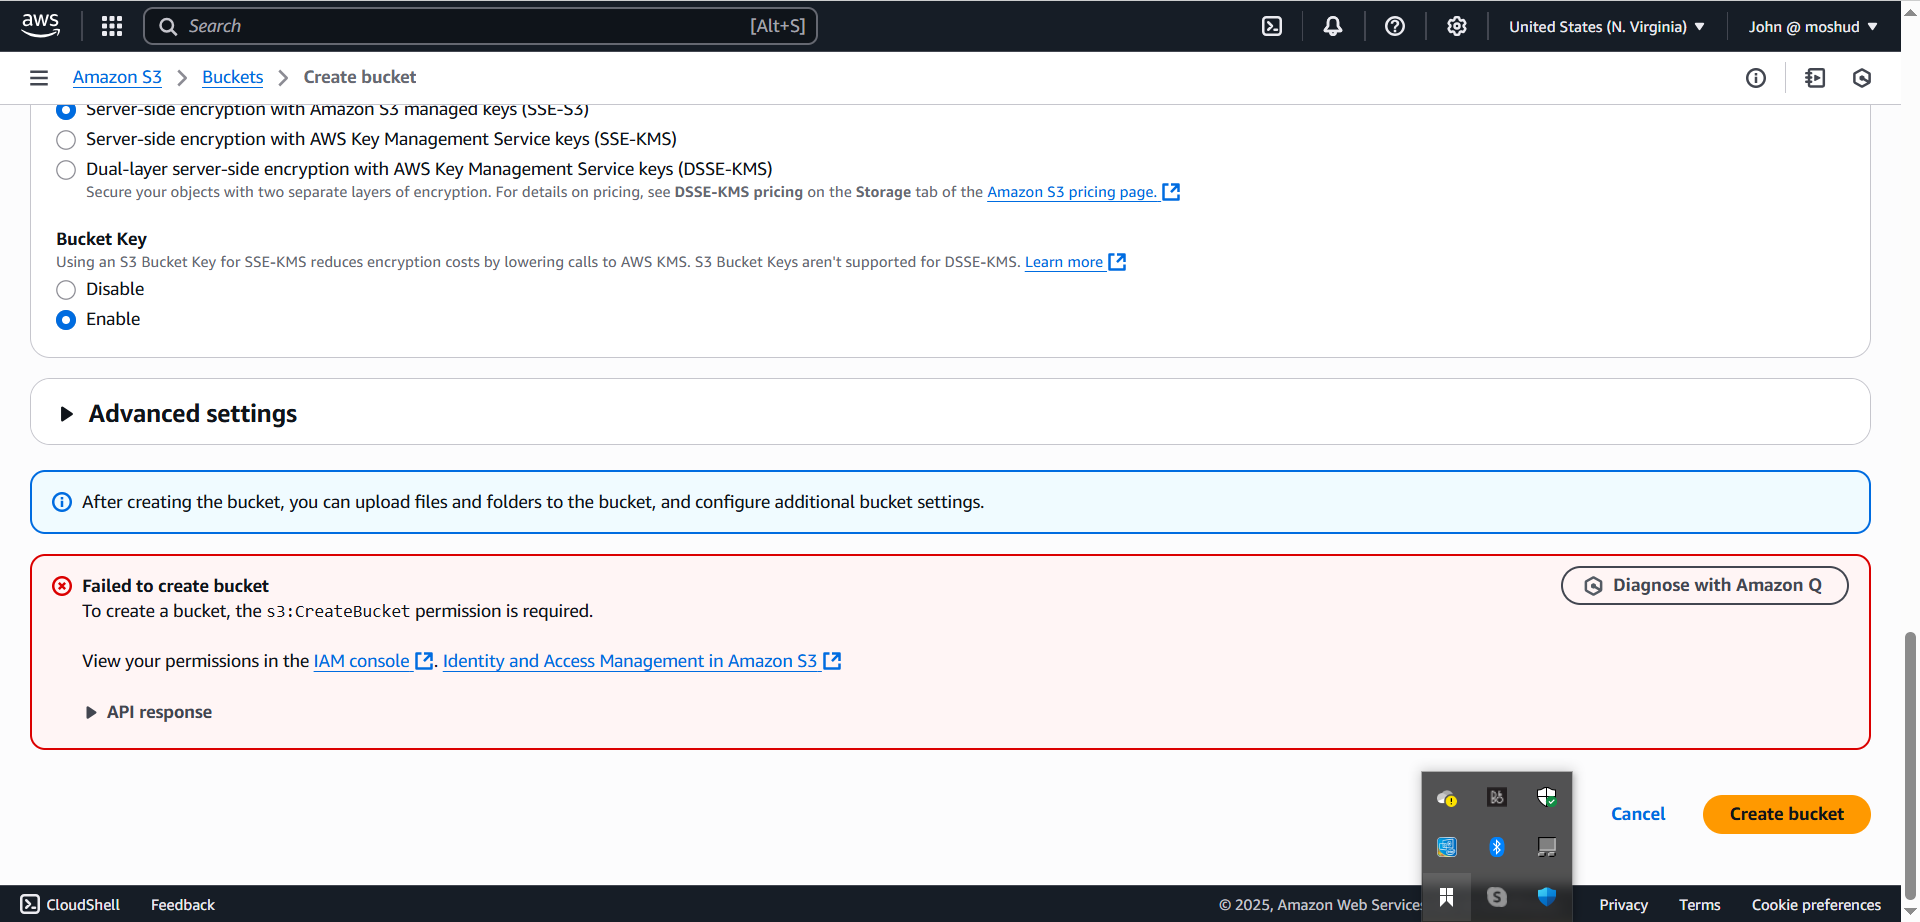 aws
Search [Alt+S]
United States (N. Virginia) John @ moshud
Amazon S3 Buckets Create bucket
Server-side encryption with Amazon S3 managed keys (SSE-S3)
Server-side encryption with AWS Key Management Service keys (SSE-KMS)
Dual-layer server-side encryption with AWS Key Management Service keys (DSSE-KMS)
Secure your objects with two separate layers of encryption. For details on pricing, see DSSE-KMS pricing on the Storage tab of the Amazon S3 pricing page.
Bucket Key
Using an S3 Bucket Key for SSE-KMS reduces encryption costs by lowering calls to AWS KMS. S3 Bucket Keys aren't supported for DSSE-KMS. Learn more
Disable
Enable
Advanced settings
After creating the bucket, you can upload files and folders to the bucket, and configure additional bucket settings.
Failed to create bucket
Diagnose with Amazon Q
To create a bucket, the s3:CreateBucket permission is required.
View your permissions in the IAM console. Identity and Access Management in Amazon S3
API response
Cancel Create bucket
CloudShell Feedback © 2025, Amazon Web Services Privacy Terms Cookie preferences